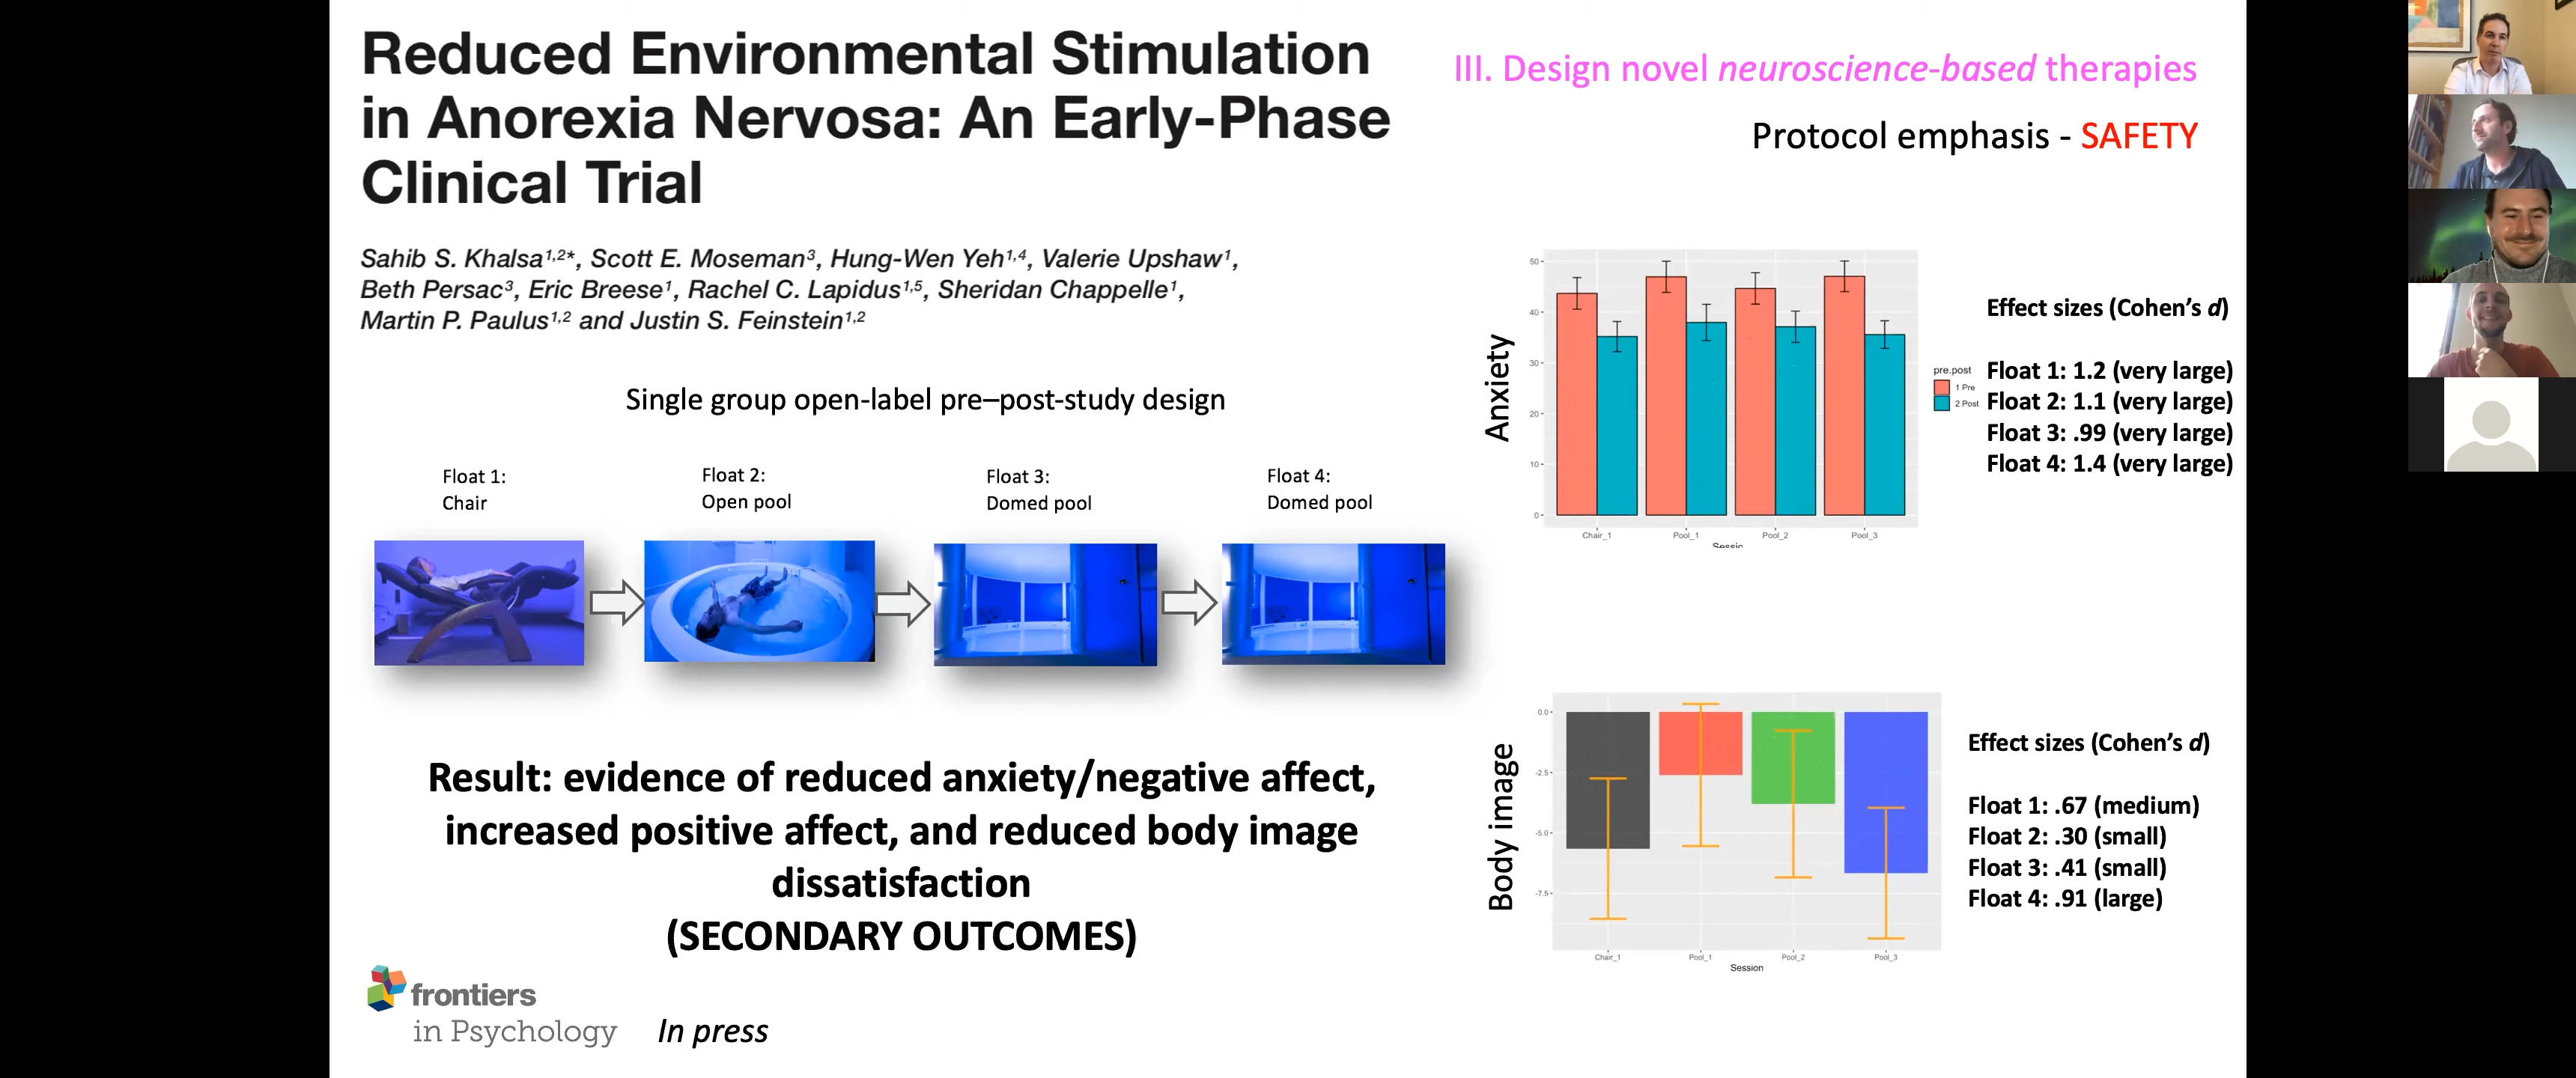 Reduced Environmental Stimulation
in Anorexia Nervosa: An Early-Phase
Clinical Trial
Sahib S. Khalsa1,2*, Scott E. Moseman3, Hung-Wen Yeh1,4, Valerie Upshaw1,
Beth Persac3, Eric Breese1, Rachel C. Lapidus1,5, Sheridan Chappelle1,
Martin P. Paulus1,2 and Justin S. Feinstein1,2
Single group open-label pre–post-study design
Float 1:
Chair
Float 2:
Open pool
Float 3:
Domed pool
Float 4:
Domed pool
Result: evidence of reduced anxiety/negative affect,
increased positive affect, and reduced body image
dissatisfaction
(SECONDARY OUTCOMES)
frontiers
in Psychology
In press
III. Design novel neuroscience-based therapies
Protocol emphasis - SAFETY
Anxiety
50
40
30
20
10
0
Chair_1 Pool_1 Pool_2 Pool_3
pre.post
1 Pre
2 Post
Effect sizes (Cohen's d)
Float 1: 1.2 (very large)
Float 2: 1.1 (very large)
Float 3: .99 (very large)
Float 4: 1.4 (very large)
Body image
0.0
-2.5
-5.0
-7.5
Chair_1 Pool_1 Pool_2 Pool_3
Session
Effect sizes (Cohen's d)
Float 1: .67 (medium)
Float 2: .30 (small)
Float 3: .41 (small)
Float 4: .91 (large)